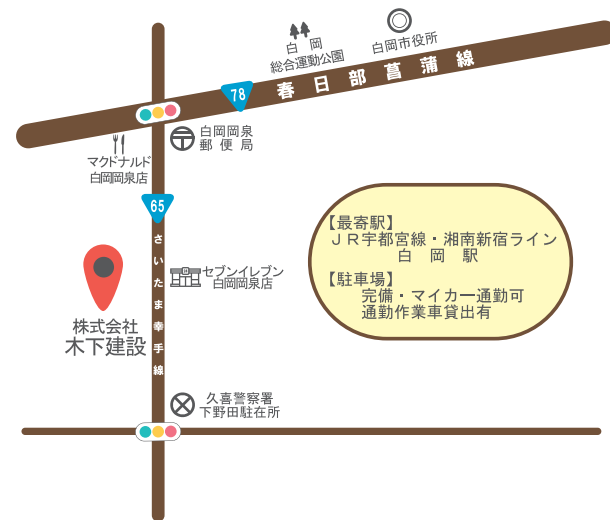 白岡
総合運動公園
白岡市役所
春日部菖蒲線
78
白岡岡泉
郵便局
マクドナルド
白岡岡泉店
65
さいたま幸手線
セブンイレブン
白岡岡泉店
株式会社
木下建設
久喜警察署
下野田駐在所
【最寄駅】
JR宇都宮線・湘南新宿ライン
白岡駅
【駐車場】
完備・マイカー通勤可
通勤作業車貸出有